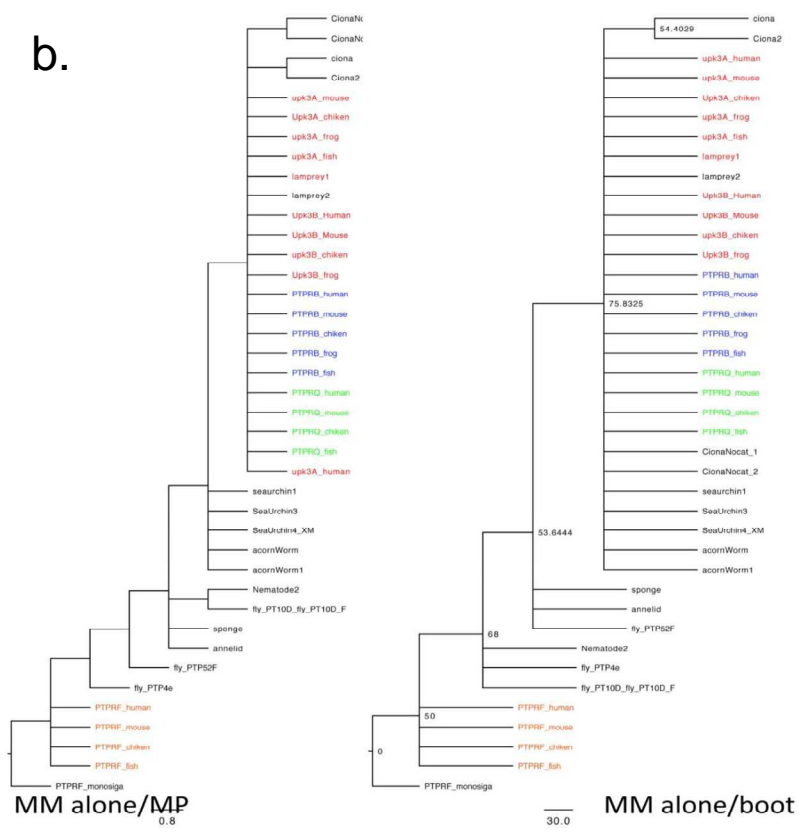 b.
CionaNc
CionaNc
ciona
Ciona2
upk3A_mouse
Upk3A_chiken
upk3A_frog
upk3A_fish
lamprey1
lamprey2
Upk3B_Human
Upk3B_Mouse
upk3B_chiken
Upk3B_frog
PTPRB_human
PTPRB_mouse
PTPRB_chiken
PTPRB_frog
PTPRB_fish
PTPRQ_human
PTPRQ_mouse
PTPRQ_chiken
PTPRQ_fish
upk3A_human
seaurchin1
SeaUrchin3
SeaUrchin4_XM
acornWorm
acornWorm1
Nematode2
fly_PT10D_fly_PT10D_F
sponge
annelid
fly_PTP52F
fly_PTP4e
PTPRF_human
PTPRF_mouse
PTPRF_chiken
PTPRF_fish
PTPRF_monosiga
MM alone/MP
0.8
ciona
54.4029
Ciona2
upk3A_human
upk3A_mouse
Upk3A_chiken
upk3A_frog
upk3A_fish
lamprey1
lamprey2
Upk3B_Human
Upk3B_Mouse
upk3B_chiken
Upk3B_frog
PTPRB_human
PTPRB_mouse
75.8325
PTPRB_chiken
PTPRB_frog
PTPRB_fish
PTPRQ_human
PTPRQ_mouse
PTPRQ_chiken
PTPRQ_fish
CionaNocat_1
CionaNocat_2
seaurchin1
SeaUrchin3
SeaUrchin4_XM
53.6444
acornWorm
acornWorm1
sponge
annelid
fly_PTP52F
68
Nematode2
fly_PTP4e
fly_PT10D_fly_PT10D_F
PTPRF_human
50
PTPRF_mouse
PTPRF_chiken
0
PTPRF_fish
PTPRF_monosiga
30.0
MM alone/boot